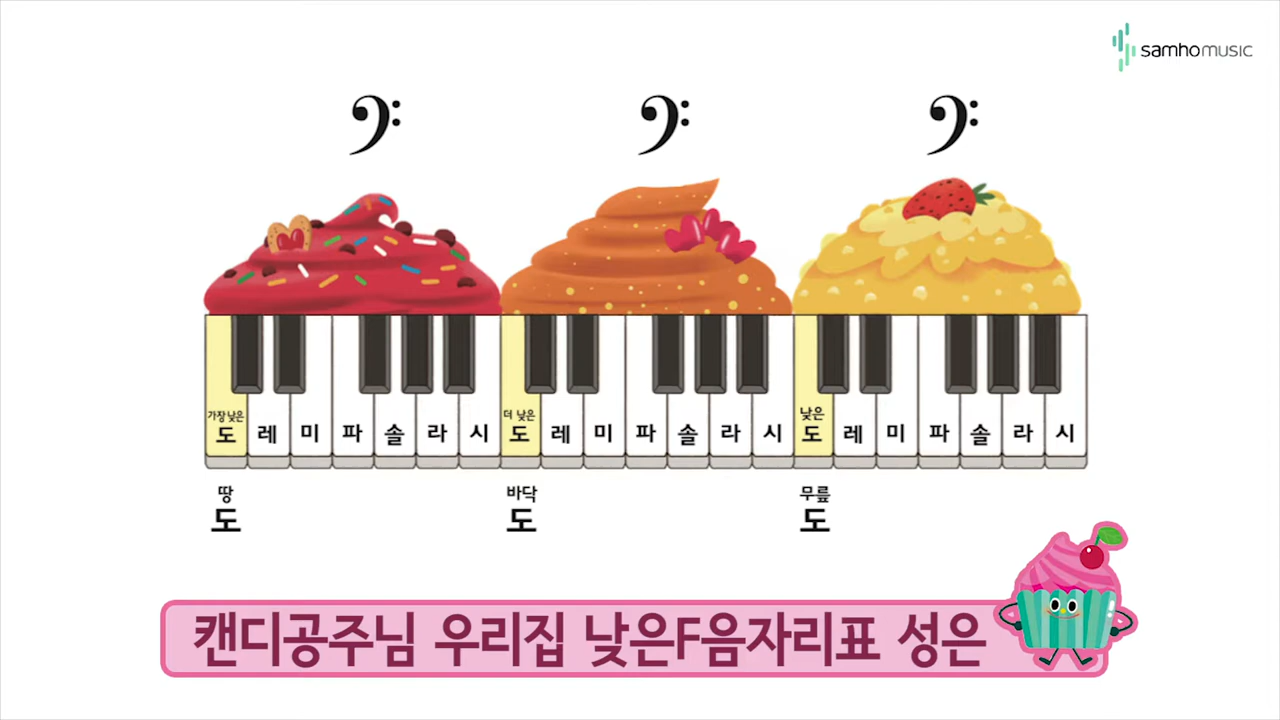 samhomusic
가장낮은 더 낮은 낮은
도 레 미 파 솔 라 시 도 레 미 파 솔 라 시 도 레 미 파 솔 라 시
땅 바닥 무릎
도 도 도
캔디공주님 우리집 낮은F음자리표 성은